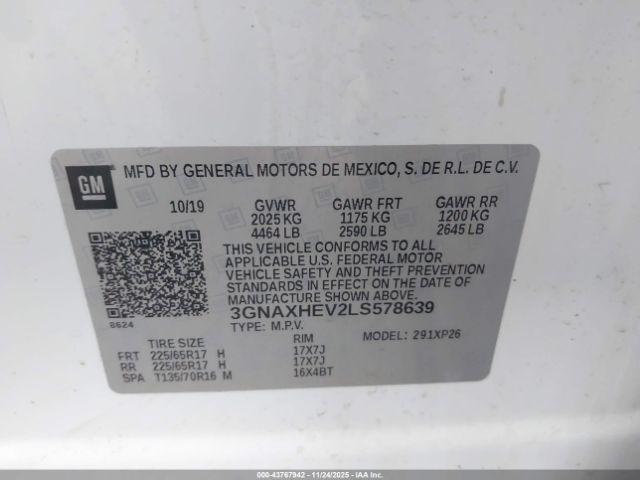 GM
MFD BY GENERAL MOTORS DE MEXICO, S. DE R.L. DE C.V.
10/19 GVWR GAWR FRT GAWR RR
2025 KG 1175 KG 1200 KG
4464 LB 2590 LB 2645 LB
THIS VEHICLE CONFORMS TO ALL
APPLICABLE U.S. FEDERAL MOTOR
VEHICLE SAFETY AND THEFT PREVENTION
STANDARDS IN EFFECT ON THE DATE OF
MANUFACTURE SHOWN ABOVE.
3GNAXHEV2LS578639
8624
TYPE: M.P.V. MODEL: 291XP26
TIRE SIZE RIM
FRT 225/65R17 H 17X7J
RR 225/65R17 H 17X7J
SPA T135/70R16 M 16X4BT
000-43767942 - 11/24/2025 - IAAI.com